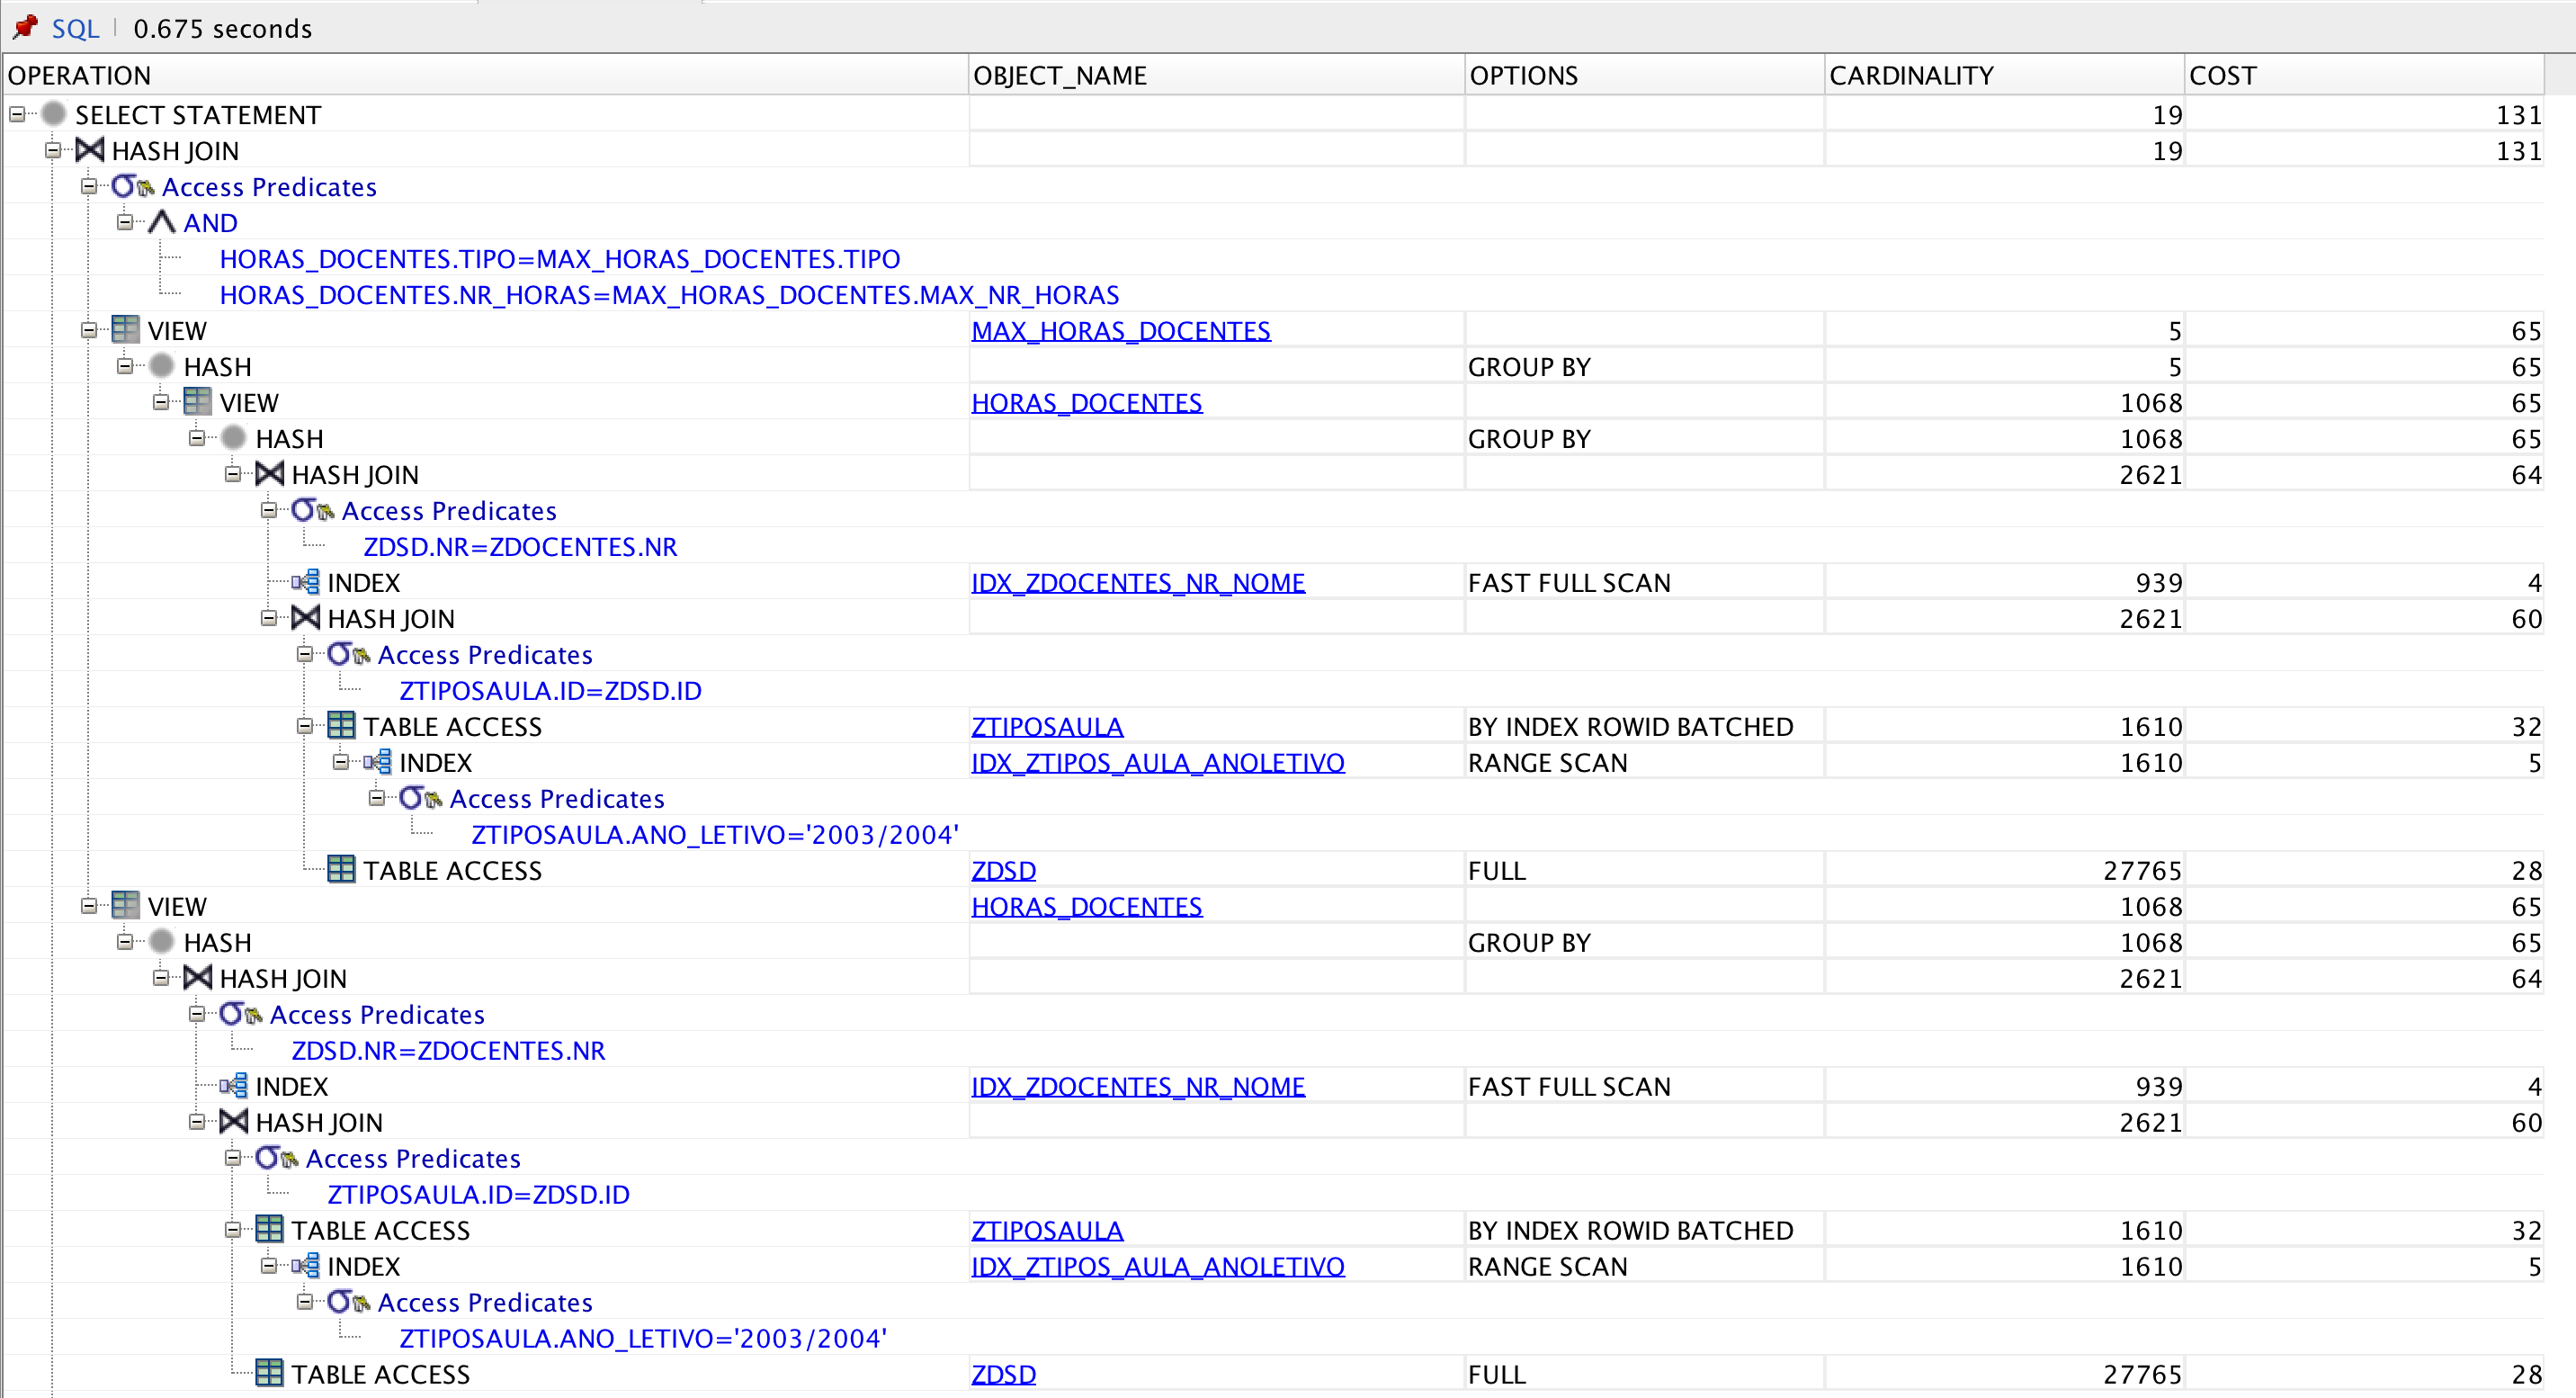 SQL | 0.675 seconds
OPERATION OBJECT_NAME OPTIONS CARDINALITY COST
SELECT STATEMENT 19 131
HASH JOIN 19 131
Access Predicates
AND
HORAS_DOCENTES.TIPO=MAX_HORAS_DOCENTES.TIPO
HORAS_DOCENTES.NR_HORAS=MAX_HORAS_DOCENTES.MAX_NR_HORAS
VIEW MAX_HORAS_DOCENTES 5 65
HASH GROUP BY 5 65
VIEW HORAS_DOCENTES 1068 65
HASH GROUP BY 1068 65
HASH JOIN 2621 64
Access Predicates
ZDSD.NR=ZDOCENTES.NR
INDEX IDX_ZDOCENTES_NR_NOME FAST FULL SCAN 939 4
HASH JOIN 2621 60
Access Predicates
ZTIPOSAULA.ID=ZDSD.ID
TABLE ACCESS ZTIPOSAULA BY INDEX ROWID BATCHED 1610 32
INDEX IDX_ZTIPOS_AULA_ANOLETIVO RANGE SCAN 1610 5
Access Predicates
ZTIPOSAULA.ANO_LETIVO='2003/2004'
TABLE ACCESS ZDSD FULL 27765 28
VIEW HORAS_DOCENTES 1068 65
HASH GROUP BY 1068 65
HASH JOIN 2621 64
Access Predicates
ZDSD.NR=ZDOCENTES.NR
INDEX IDX_ZDOCENTES_NR_NOME FAST FULL SCAN 939 4
HASH JOIN 2621 60
Access Predicates
ZTIPOSAULA.ID=ZDSD.ID
TABLE ACCESS ZTIPOSAULA BY INDEX ROWID BATCHED 1610 32
INDEX IDX_ZTIPOS_AULA_ANOLETIVO RANGE SCAN 1610 5
Access Predicates
ZTIPOSAULA.ANO_LETIVO='2003/2004'
TABLE ACCESS ZDSD FULL 27765 28